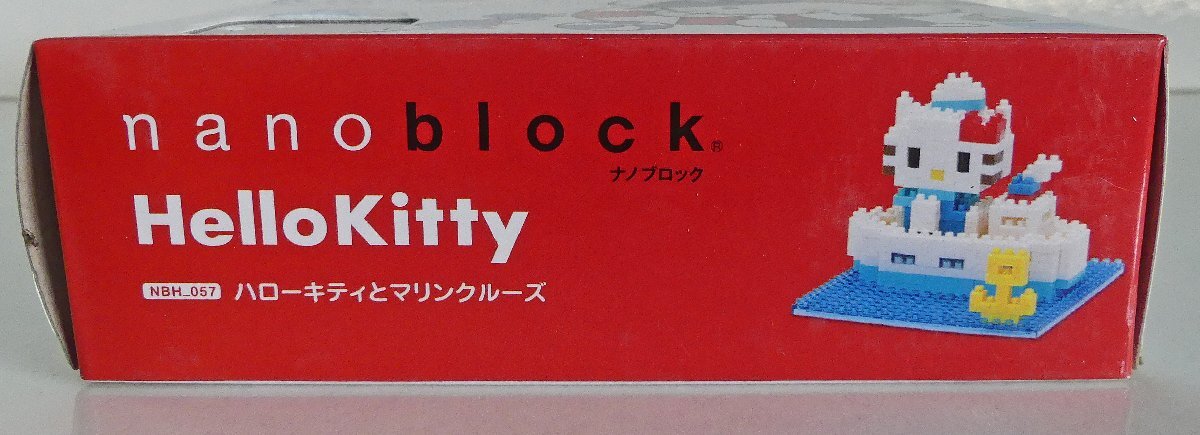 nanoblock®
ナノブロック
HelloKitty
NBH_057 ハローキティとマリンクルーズ